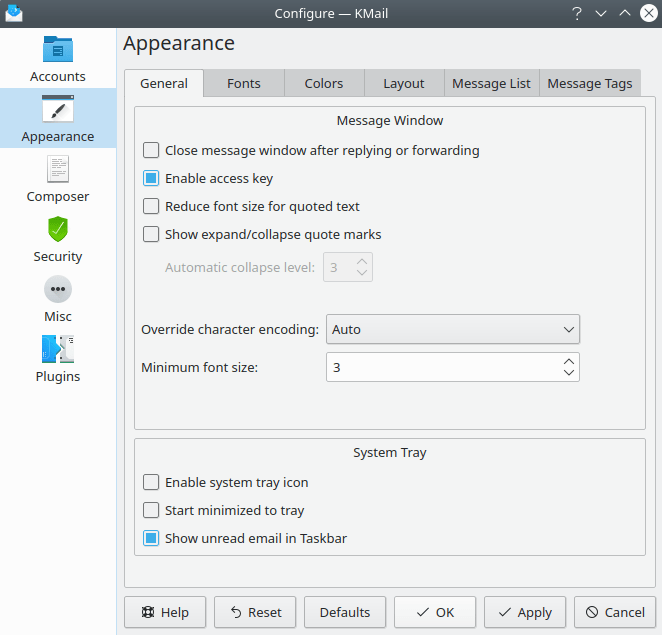 Configure — KMail
Accounts
Appearance
Composer
Security
Misc
Plugins
Appearance
General Fonts Colors Layout Message List Message Tags
Message Window
Close message window after replying or forwarding
Enable access key
Reduce font size for quoted text
Show expand/collapse quote marks
Automatic collapse level: 3
Override character encoding: Auto
Minimum font size: 3
System Tray
Enable system tray icon
Start minimized to tray
Show unread email in Taskbar
Help Reset Defaults OK Apply Cancel